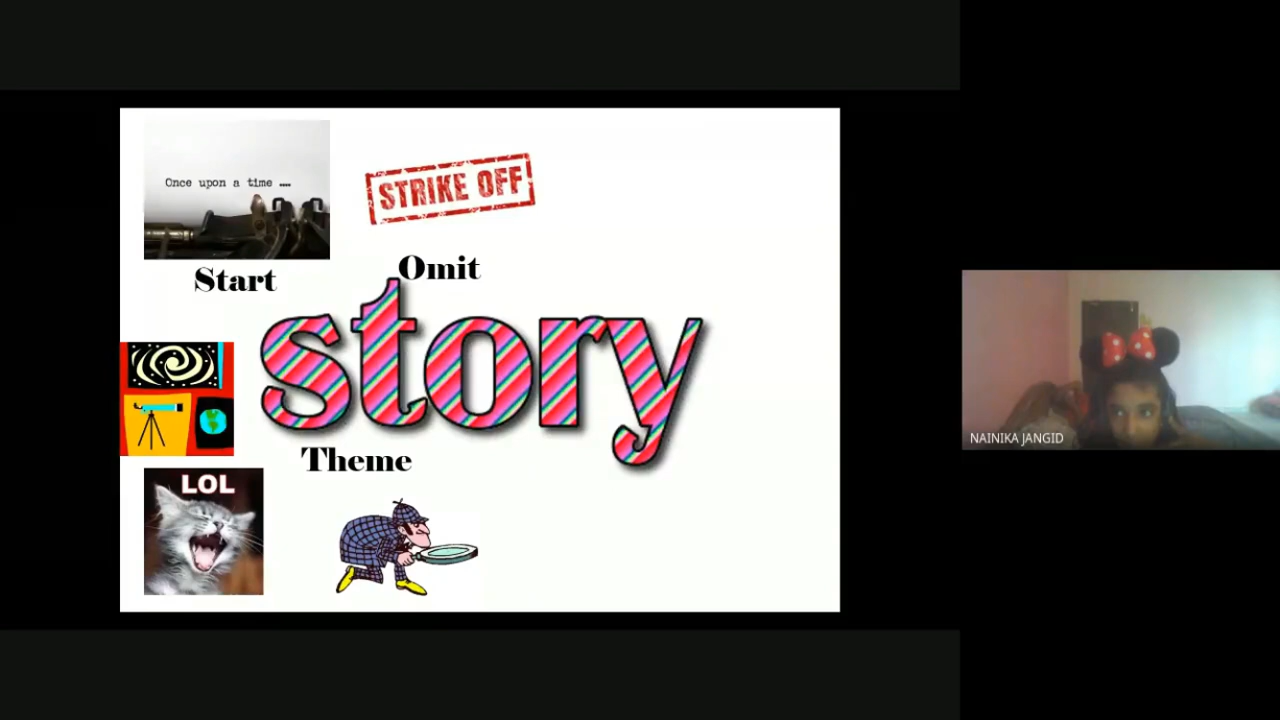 Once upon a time ....
STRIKE OFF
Start
Omit
story
Theme
LOL
NAINIKA JANGID